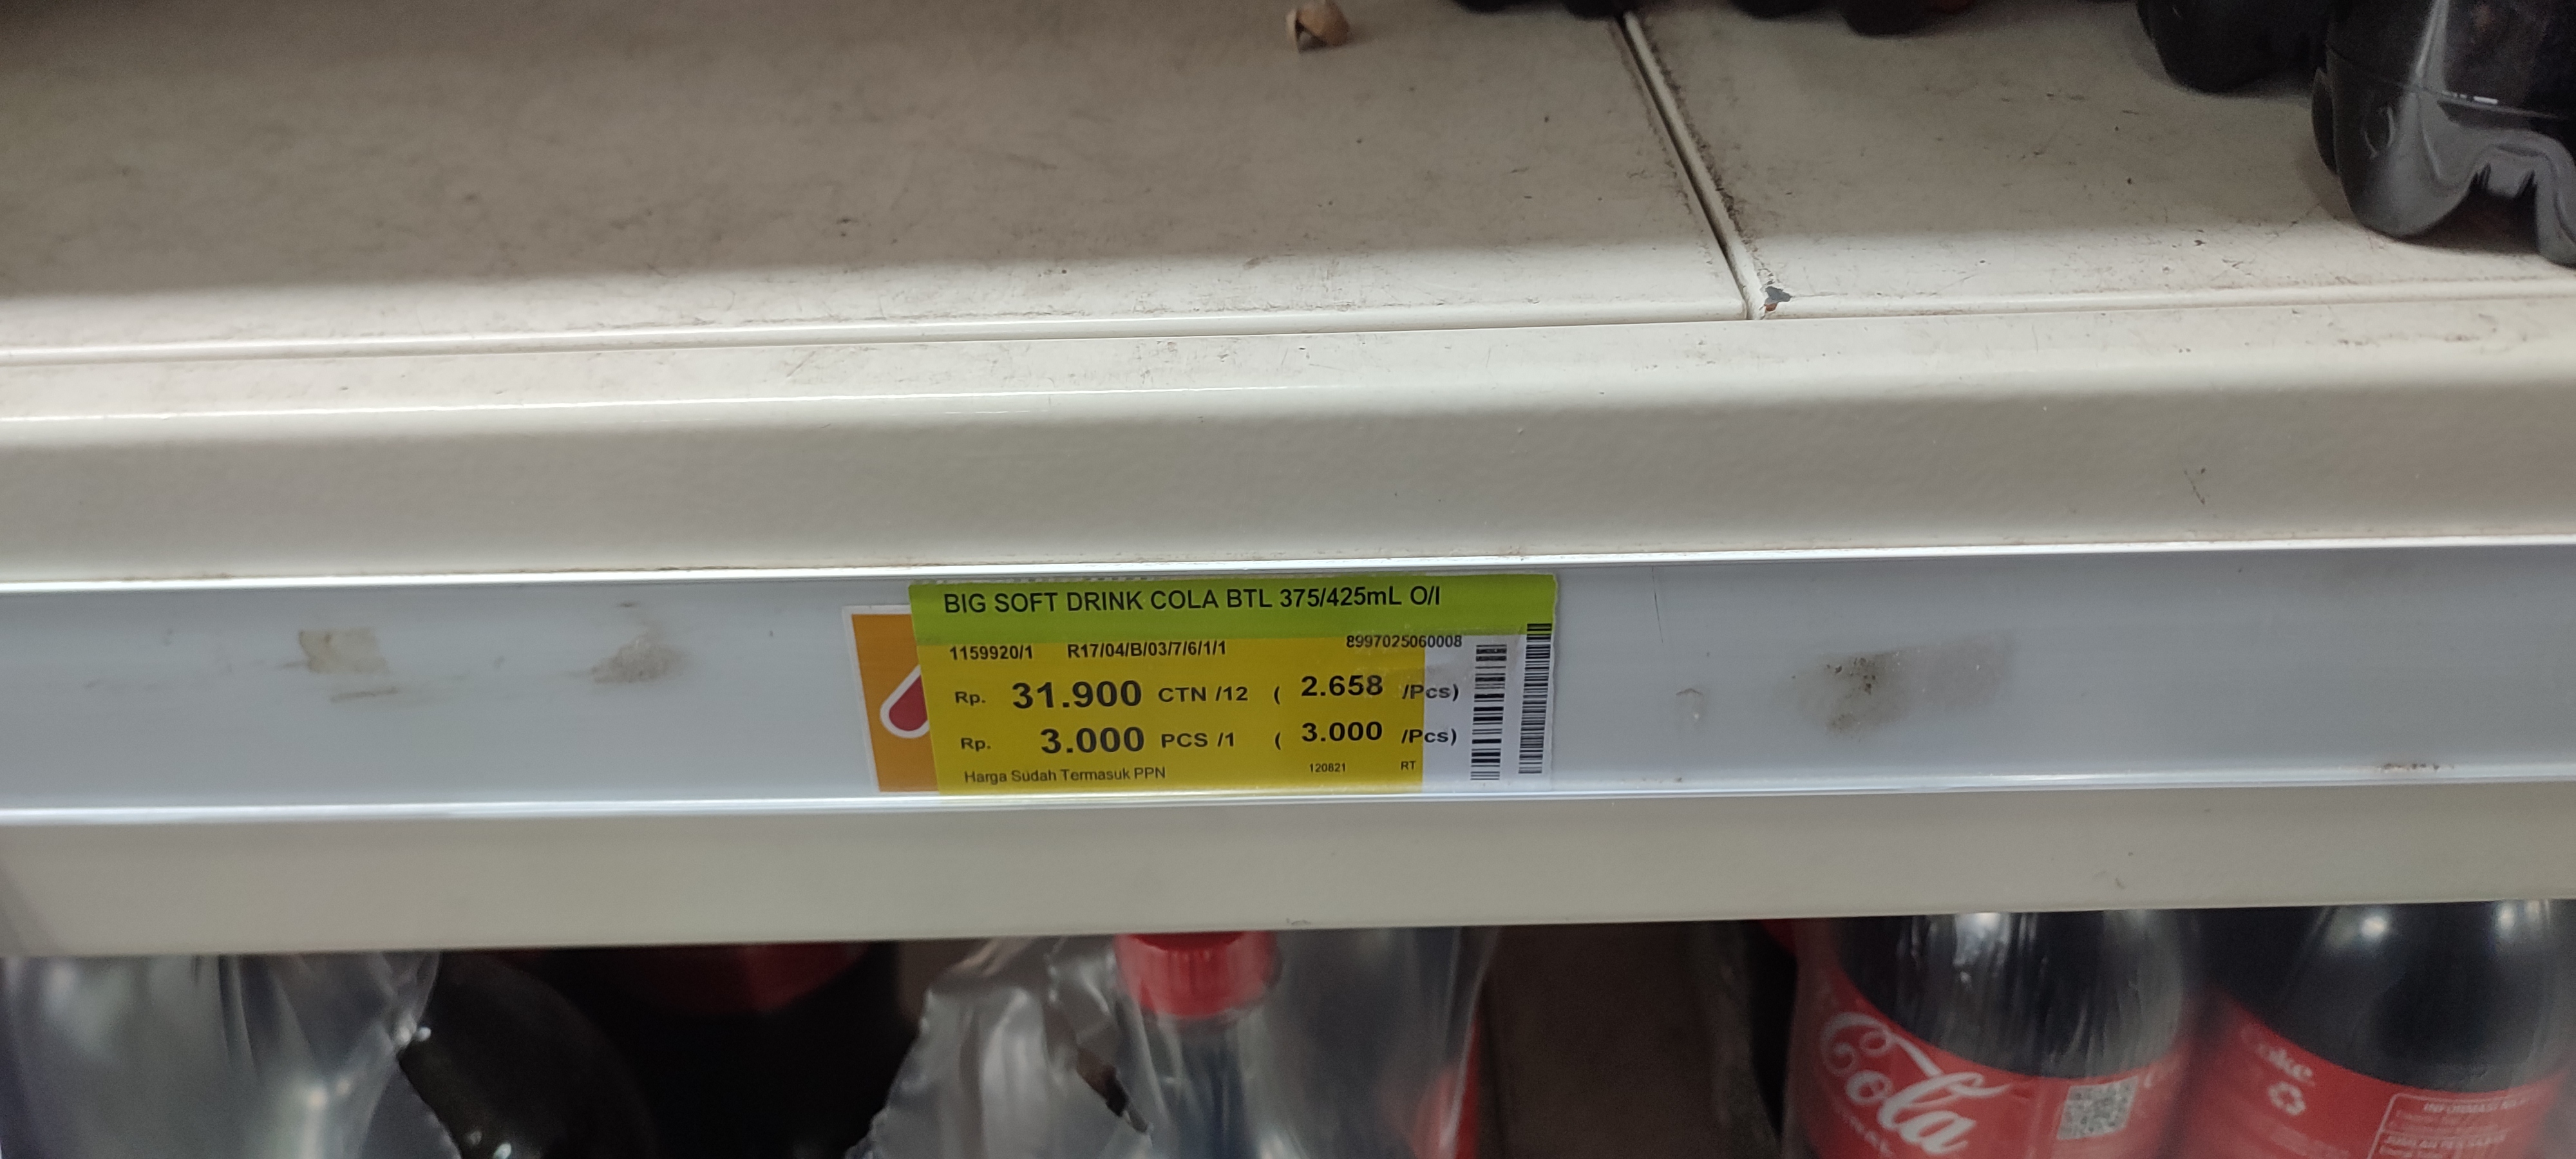 BIG SOFT DRINK COLA BTL 375/425mL O/I
1159920/1 R17/04/B/03/7/6/1/1 8997025060008
Rp. 31.900 CTN /12 ( 2.658 /Pcs)
Rp. 3.000 PCS /1 ( 3.000 /Pcs)
Harga Sudah Termasuk PPN 120821 RT
Cola
Coke